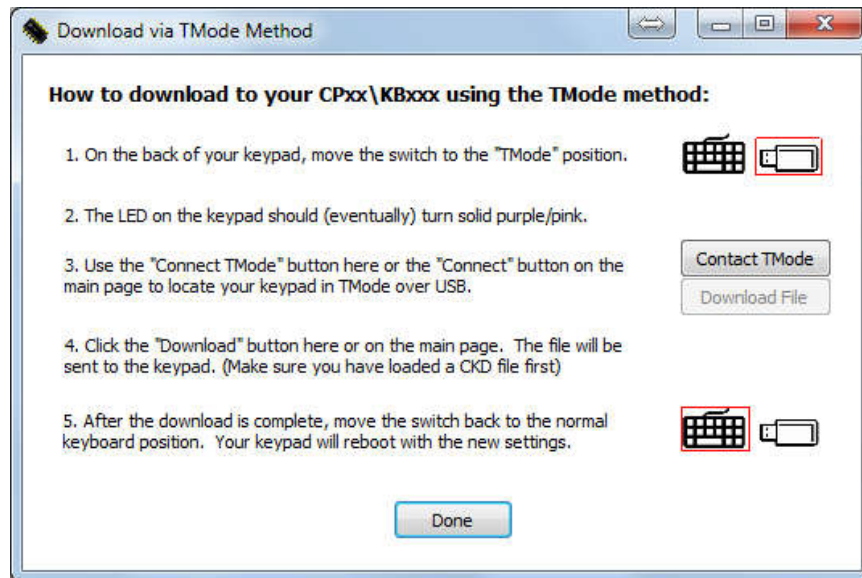 Download via TMode Method
How to download to your CPxx\KBxxx using the TMode method:
1. On the back of your keypad, move the switch to the "TMode" position.
2. The LED on the keypad should (eventually) turn solid purple/pink.
3. Use the "Connect TMode" button here or the "Connect" button on the
main page to locate your keypad in TMode over USB.
Contact TMode
Download File
4. Click the "Download" button here or on the main page.  The file will be
sent to the keypad. (Make sure you have loaded a CKD file first)
5. After the download is complete, move the switch back to the normal
keyboard position.  Your keypad will reboot with the new settings.
Done